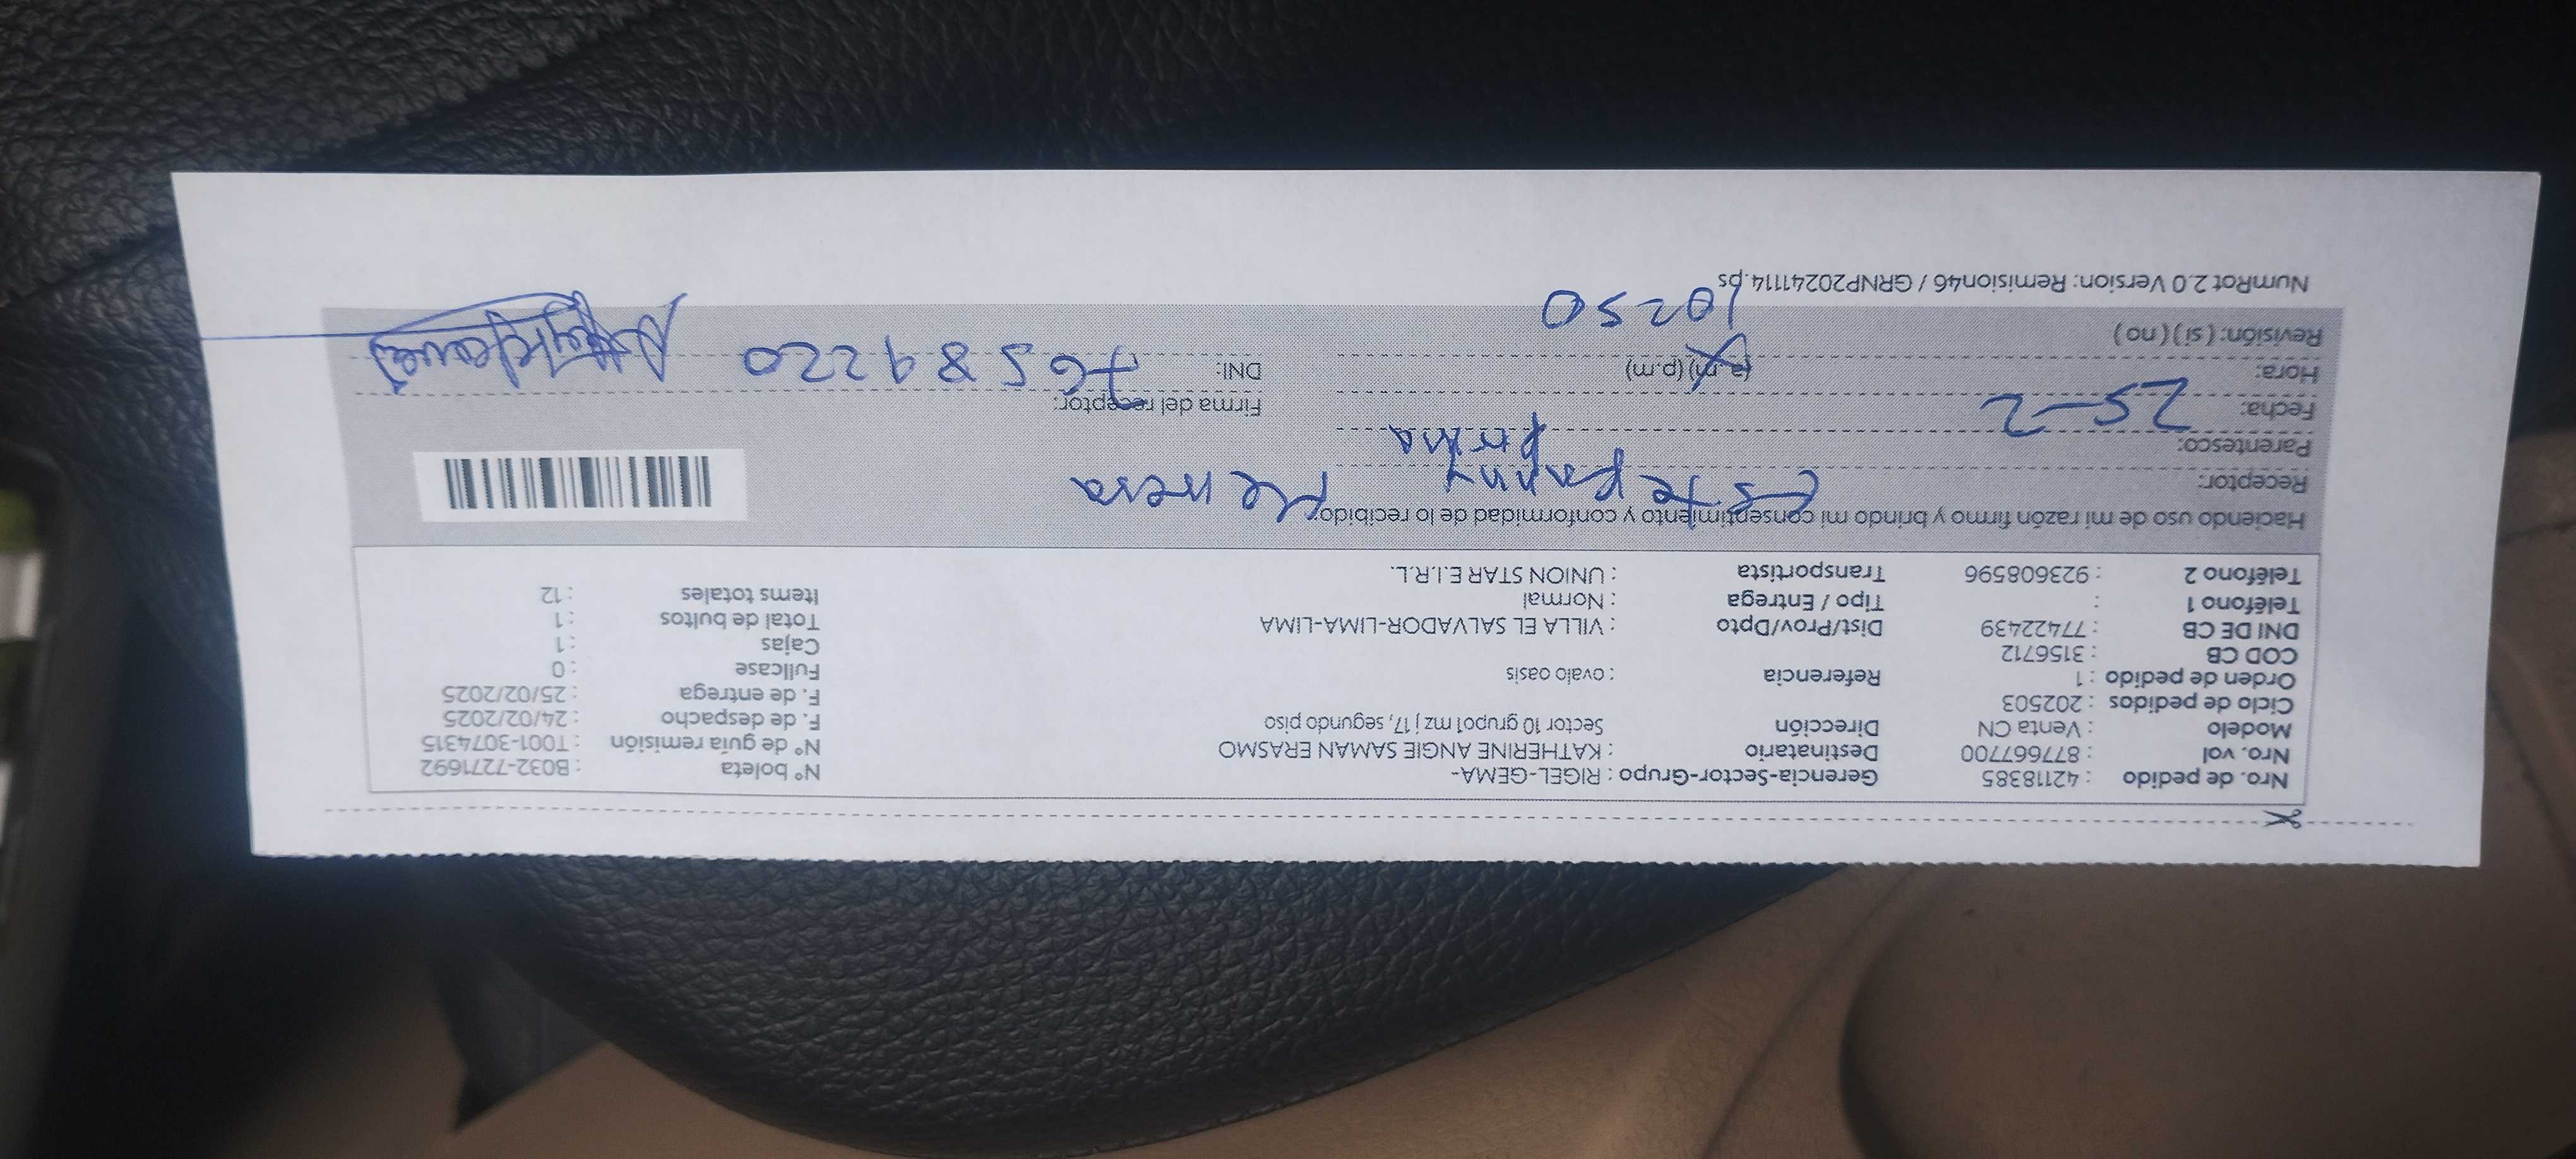 Nro. de pedido : 42118385 Gerencia-Sector-Grupo : RIGEL-GEMA- N° boleta : B032-7271692
Nro. vol : 877667700 Destinatario : KATHERINE ANGIE SAMAN ERASMO N° de guía remisión : T001-3074315
Modelo : Venta CN Dirección Sector 10 grupo1 mz j 17, segundo piso F. de despacho : 24/02/2025
Ciclo de pedidos : 202503 F. de entrega : 25/02/2025
Orden de pedido : 1 Referencia : ovalo oasis Fullcase : 0
COD CB : 3156712 Cajas : 1
DNI DE CB : 77422439 Dist/Prov/Dpto : VILLA EL SALVADOR-LIMA-LIMA Total de bultos : 1
Teléfono 1 : Tipo / Entrega : Normal Items totales : 12
Teléfono 2 : 923608596 Transportista : UNION STAR E.I.R.L.
Haciendo uso de mi razón firmo y brindo mi consentimiento y conformidad de lo recibido:
Receptor: Estephanny
Parentesco: prima
Fecha: 25-2 Firma del receptor:
Hora: (a.m) (p.m) DNI: 76589220
Revisión: ( si ) ( no ) 10250
NumRot 2.0 Version: Remision46 / GRNP20241114.ps